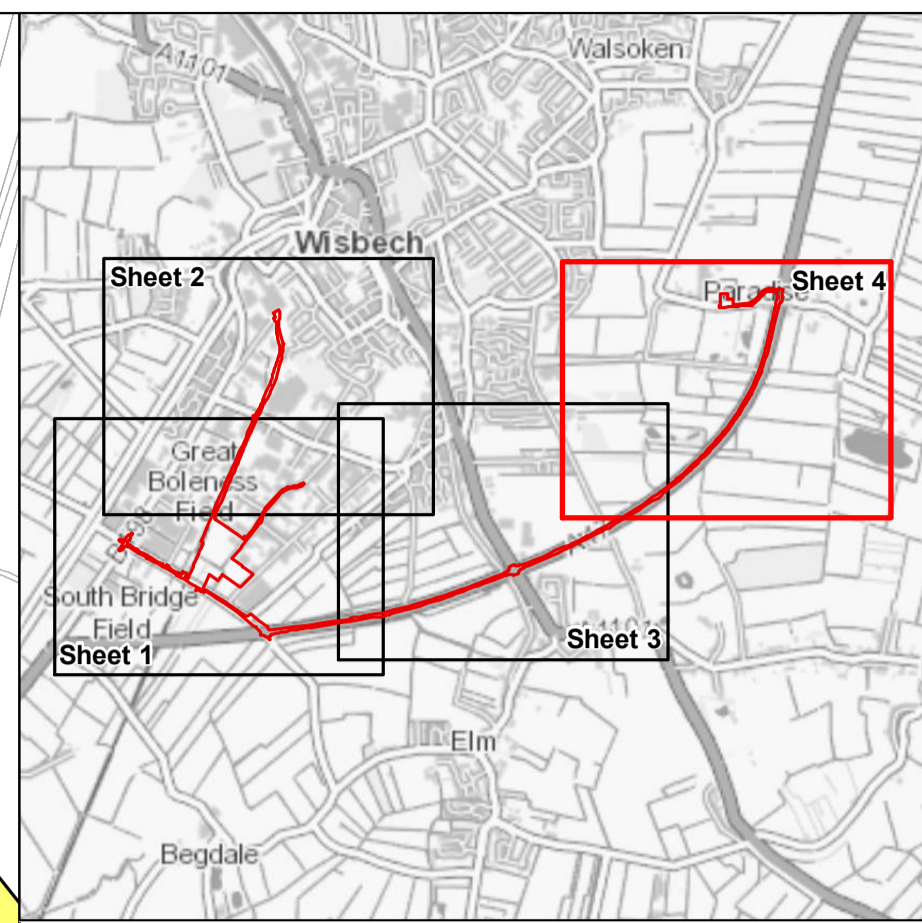 Walsoken
A1101
Wisbech
Sheet 2
Sheet 4
Paradise
Great
Boleness
Field
South Bridge
Field
Sheet 1
Sheet 3
Elm
Begdale